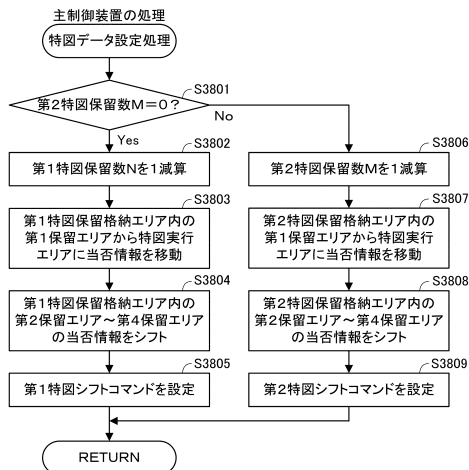 主制御装置の処理
特図データ設定処理
S3801
第2特図保留数M＝0？
No
Yes
S3802
第1特図保留数Nを1減算
S3803
第1特図保留格納エリア内の
第1保留エリアから特図実行
エリアに当否情報を移動
S3804
第1特図保留格納エリア内の
第2保留エリア～第4保留エリア
の当否情報をシフト
S3805
第1特図シフトコマンドを設定
S3806
第2特図保留数Mを1減算
S3807
第2特図保留格納エリア内の
第1保留エリアから特図実行
エリアに当否情報を移動
S3808
第2特図保留格納エリア内の
第2保留エリア～第4保留エリア
の当否情報をシフト
S3809
第2特図シフトコマンドを設定
RETURN